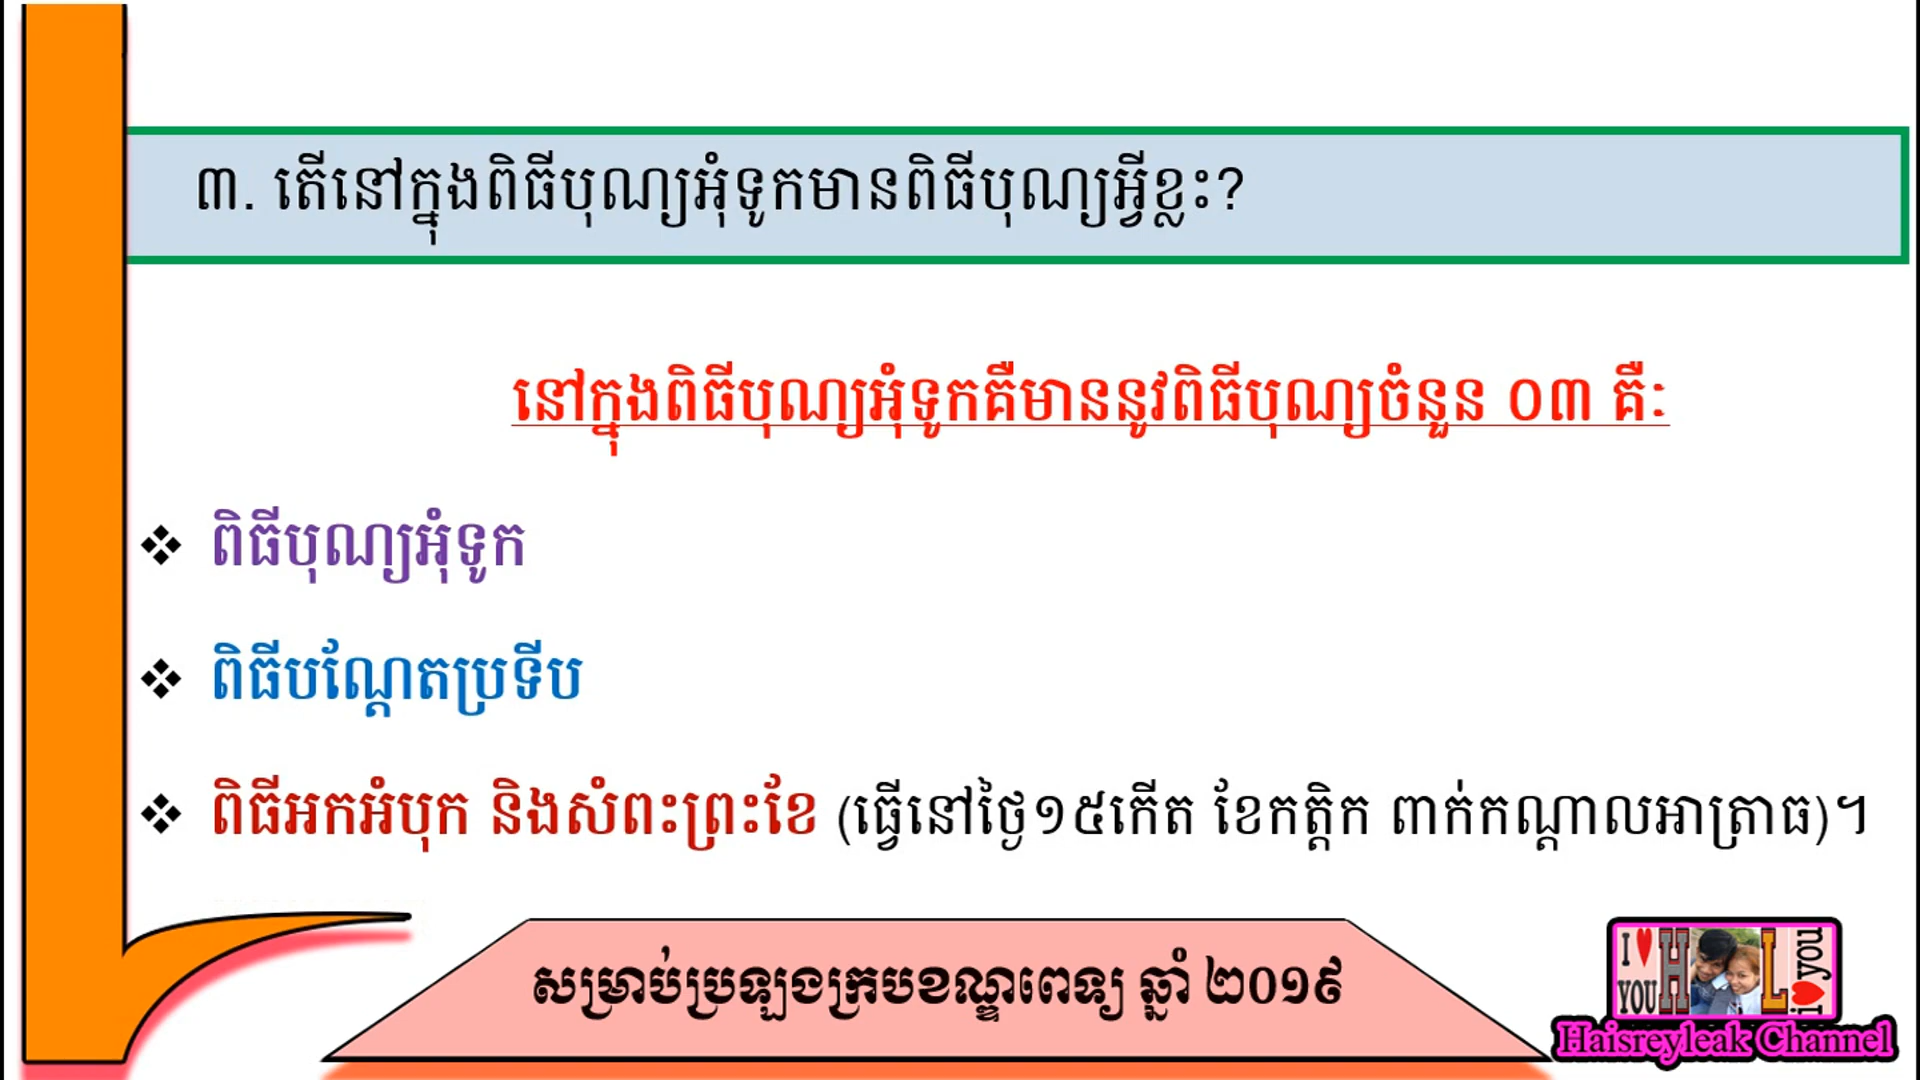 ៣. តើនៅក្នុងពិធីបុណ្យអុំទូកមានពិធីបុណ្យអ្វីខ្លះ?
នៅក្នុងពិធីបុណ្យអុំទូកគឺមាននូវពិធីបុណ្យចំនួន ០៣ គឺៈ
❖ ពិធីបុណ្យអុំទូក
❖ ពិធីបណ្ដែតប្រទីប
❖ ពិធីអកអំបុក និងសំពះព្រះខែ (ធ្វើនៅថ្ងៃ១៥កើត ខែកត្តិក ពាក់កណ្ដាលអាត្រាធ)។
សម្រាប់ប្រឡងក្របខណ្ឌពេទ្យ ឆ្នាំ ២០១៩
I ♥ YOU H L i ♥ you
Haisreyleak Channel